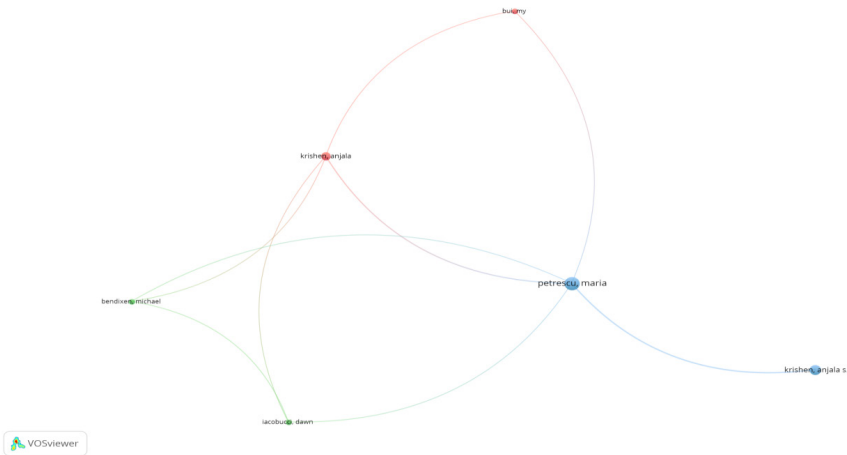 bui, my
krishen, anjala
petrescu, maria
bendixen, michael
krishen, anjala s
iacobucci, dawn
VOSviewer